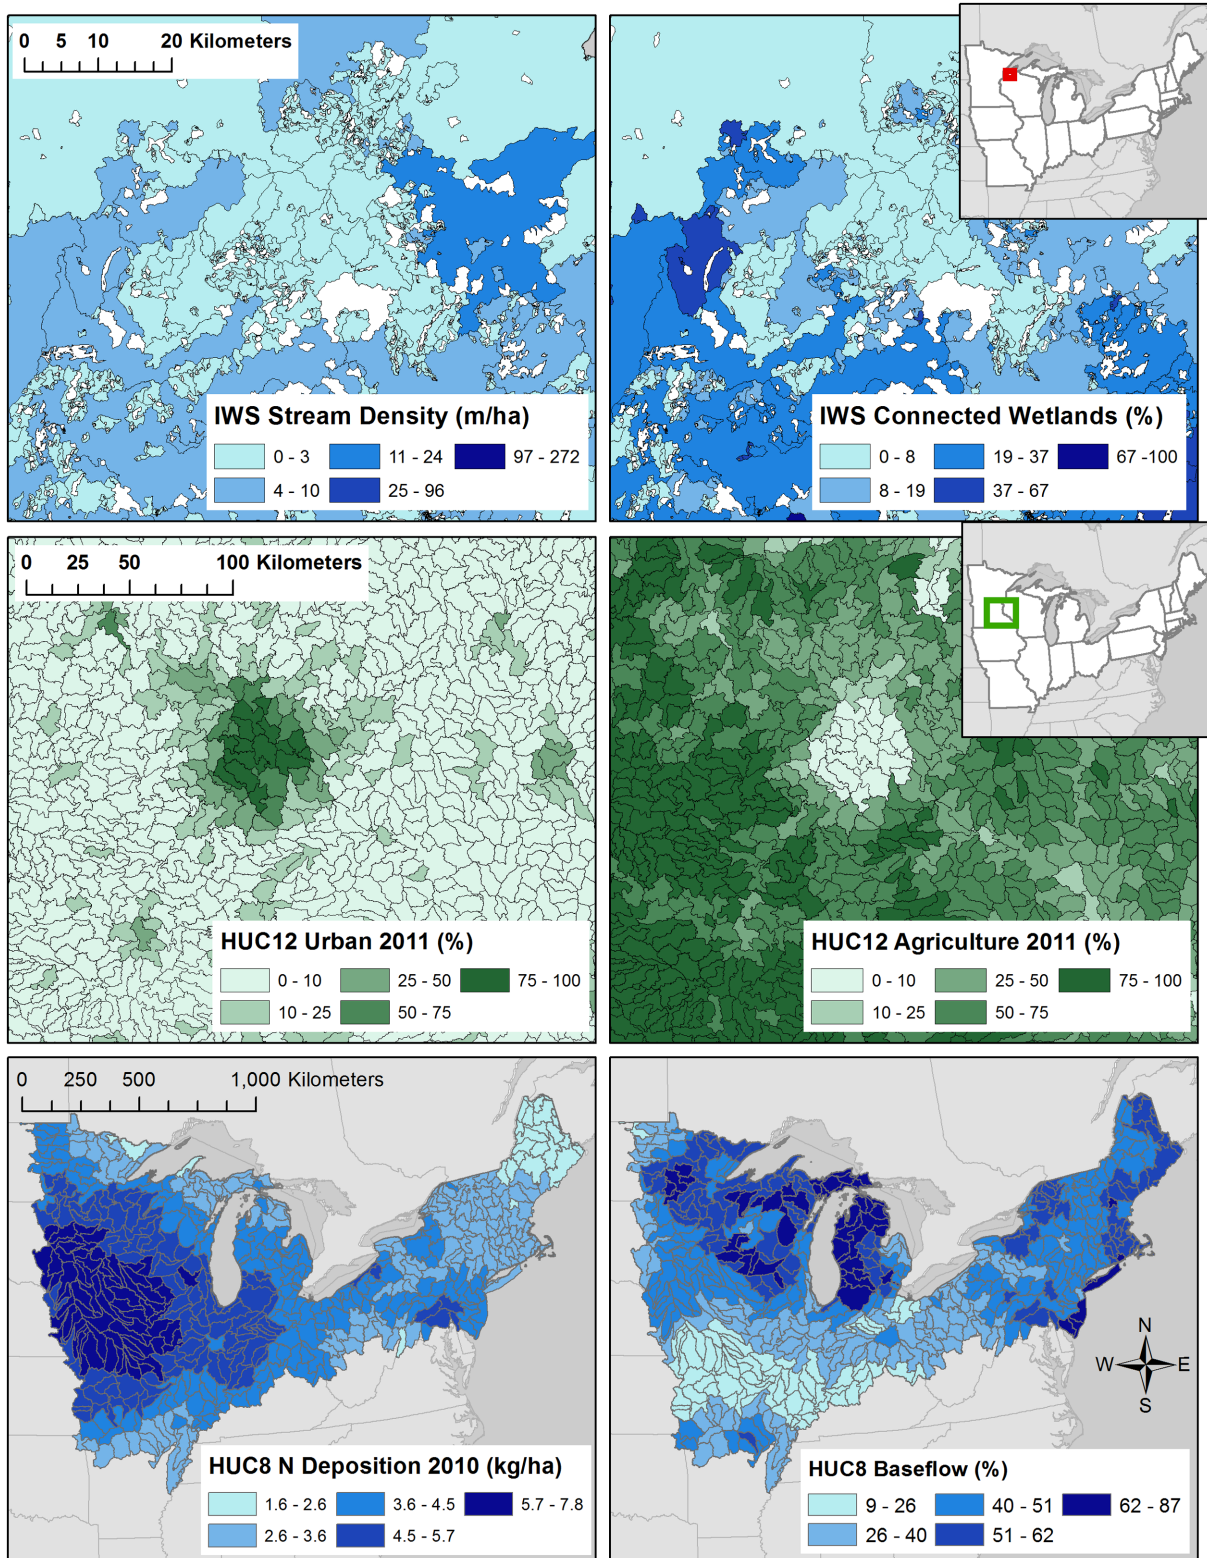 0 5 10 20 Kilometers
IWS Stream Density (m/ha)
0 - 3 11 - 24 97 - 272
4 - 10 25 - 96
IWS Connected Wetlands (%)
0 - 8 19 - 37 67 -100
8 - 19 37 - 67
0 25 50 100 Kilometers
HUC12 Urban 2011 (%)
0 - 10 25 - 50 75 - 100
10 - 25 50 - 75
HUC12 Agriculture 2011 (%)
0 - 10 25 - 50 75 - 100
10 - 25 50 - 75
0 250 500 1,000 Kilometers
HUC8 N Deposition 2010 (kg/ha)
1.6 - 2.6 3.6 - 4.5 5.7 - 7.8
2.6 - 3.6 4.5 - 5.7
N
W E
S
HUC8 Baseflow (%)
9 - 26 40 - 51 62 - 87
26 - 40 51 - 62